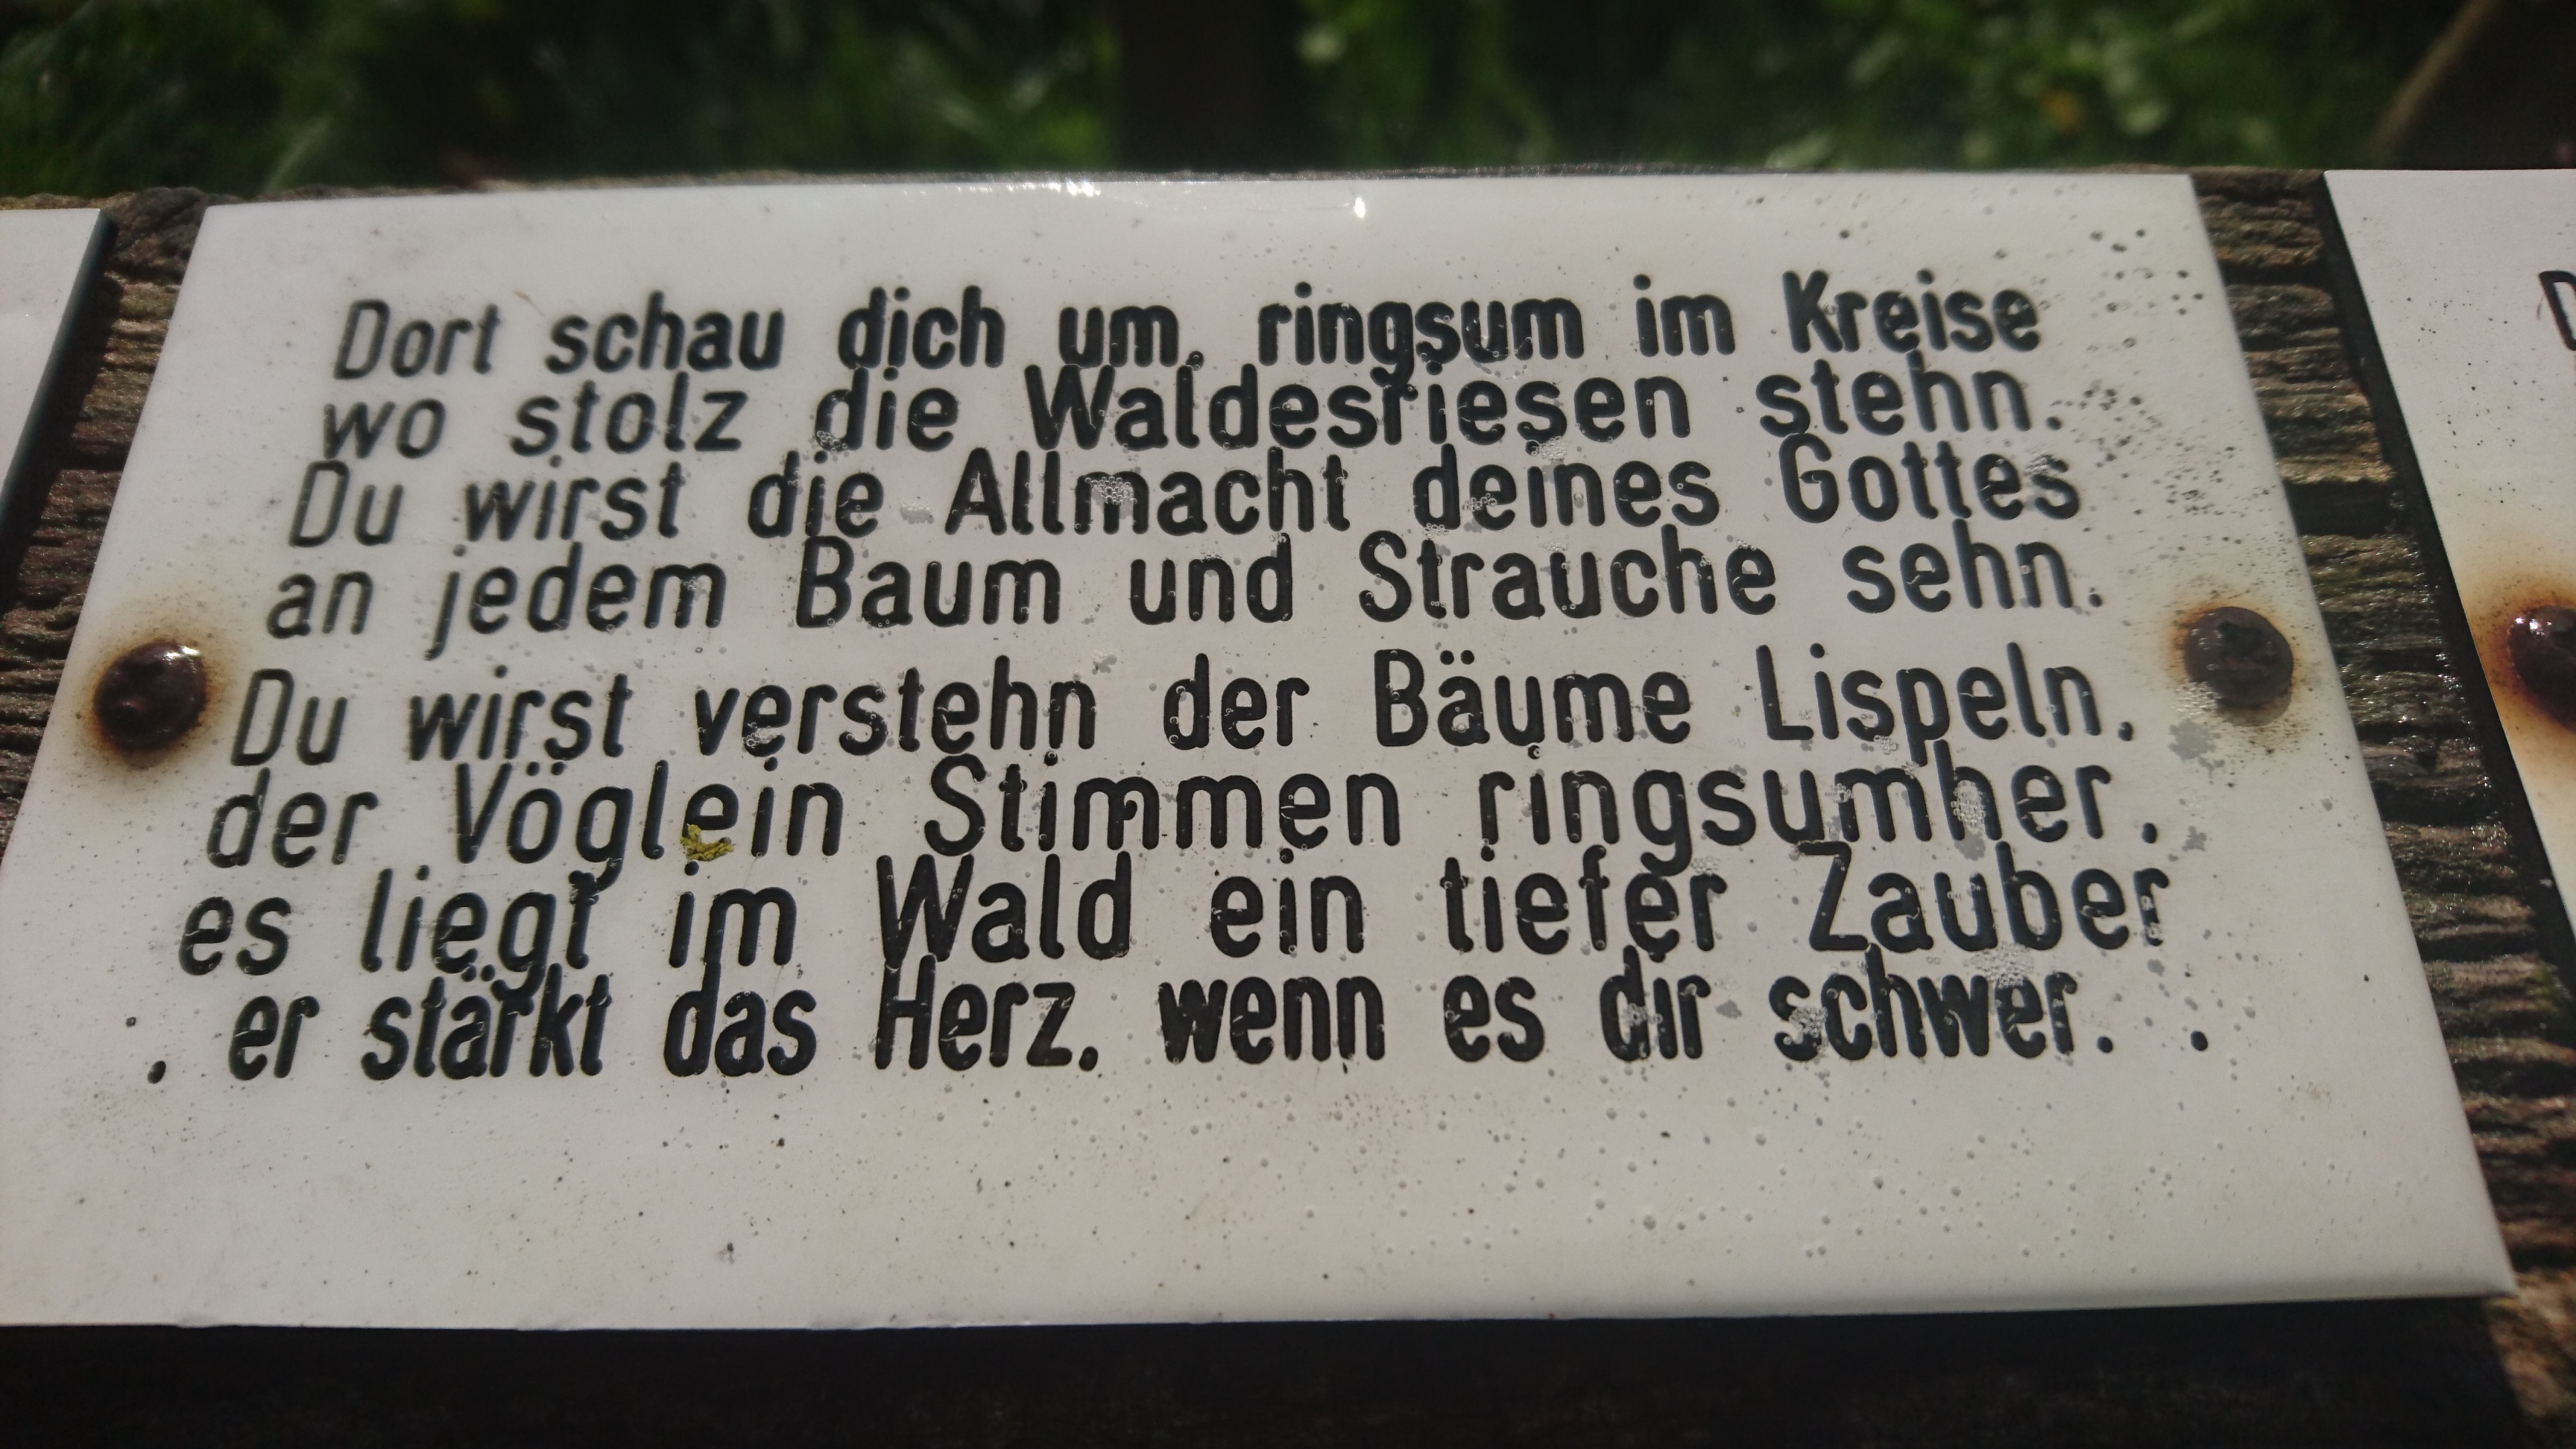 Dort schau dich um, ringsum im Kreise
wo stolz die Waldesriesen stehn.
Du wirst die Allmacht deines Gottes
an jedem Baum und Strauche sehn.
Du wirst verstehn der Bäume Lispeln,
der Vöglein Stimmen ringsumher.
es liegt im Wald ein tiefer Zauber
. er stärkt das Herz, wenn es dir schwer. .